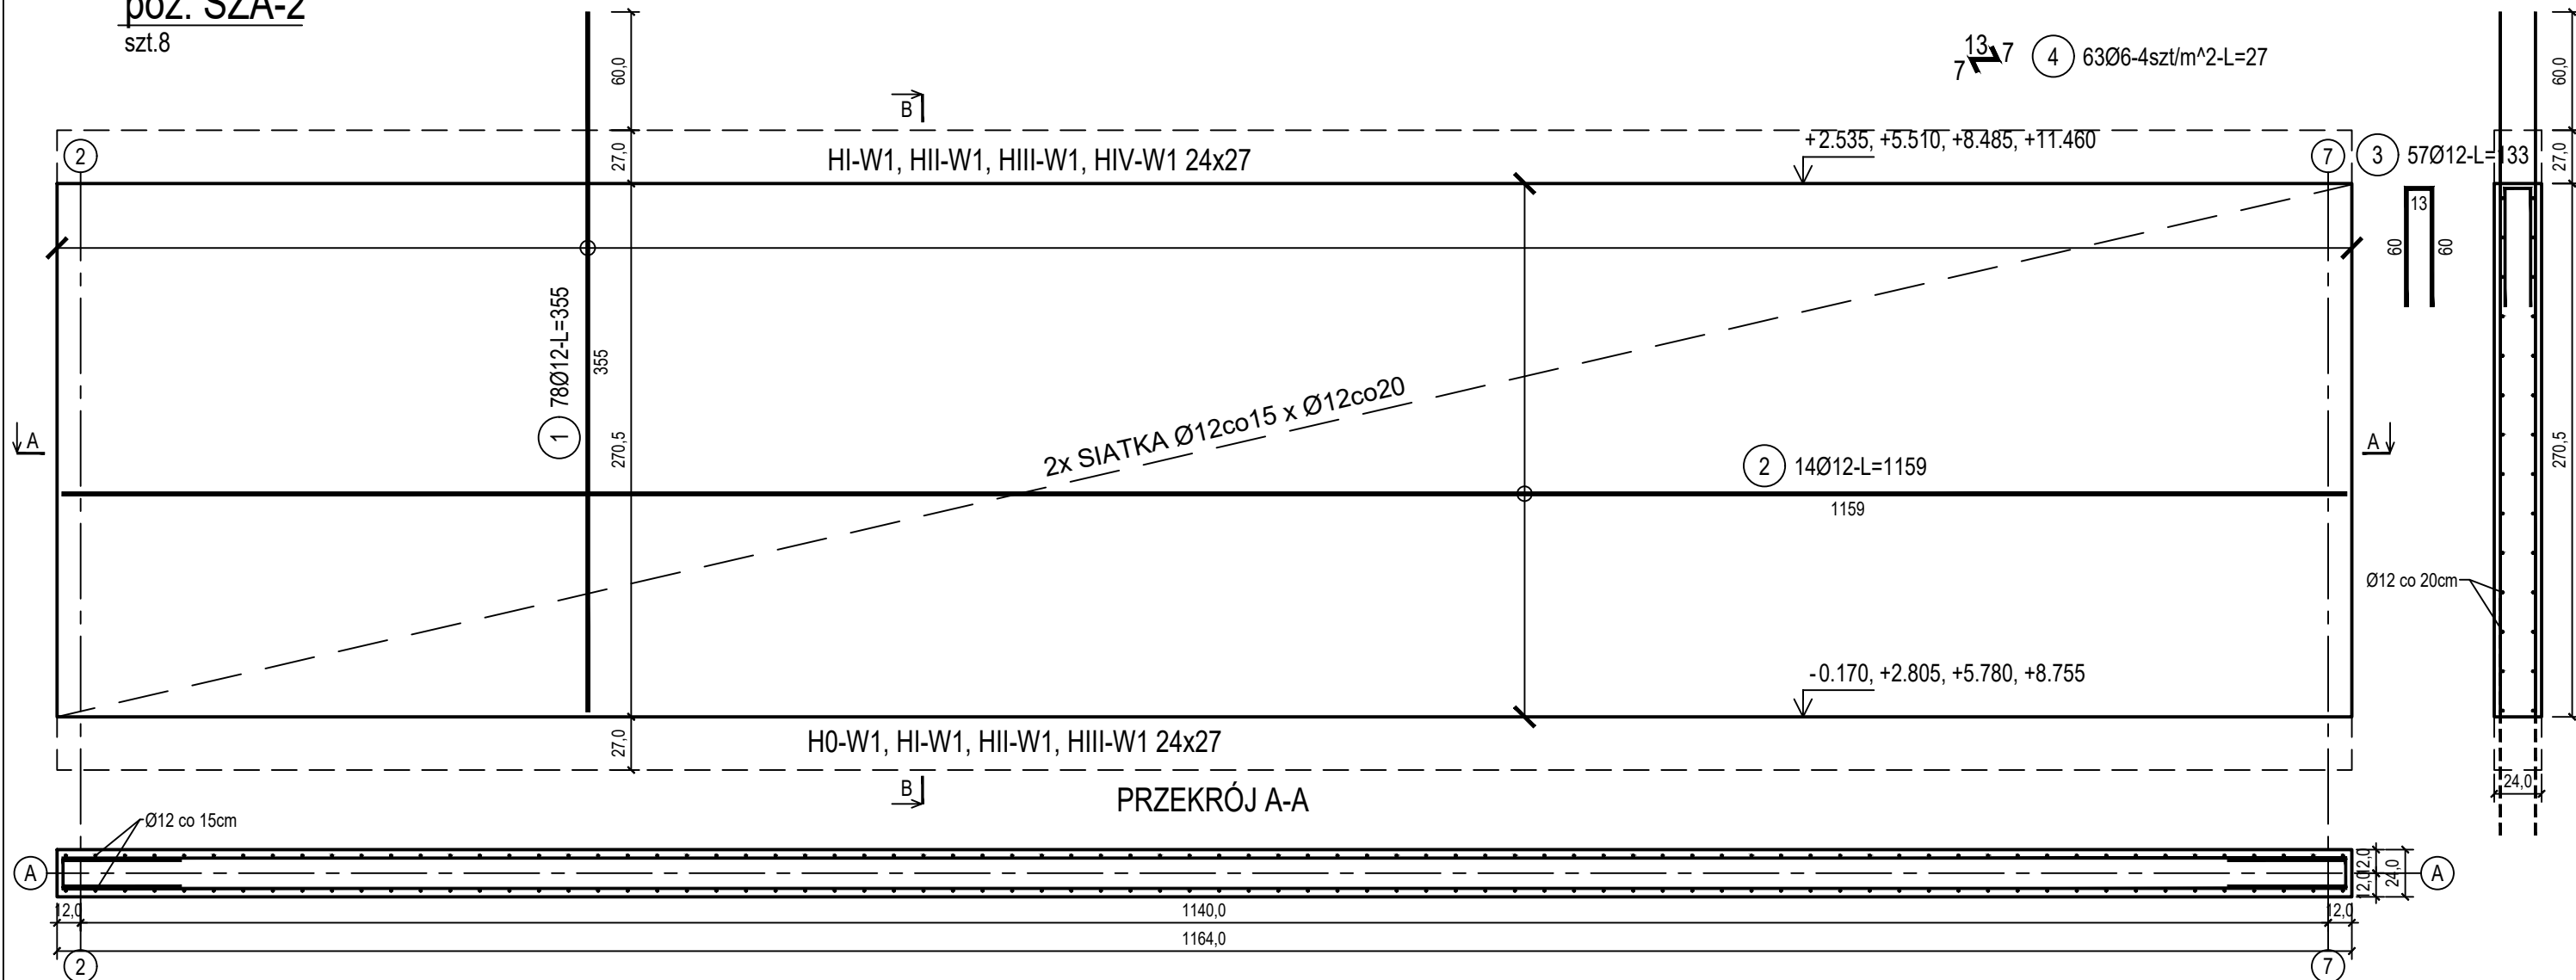 poz. SZA-2
szt.8
60,0
13
7
7
4 63Ø6-4szt/m^2-L=27
60,0
B
2
27,0
HI-W1, HII-W1, HIII-W1, HIV-W1 24x27
+2.535, +5.510, +8.485, +11.460
7
3 57Ø12-L=133
27,0
13
60
60
1 78Ø12-L=355
355
270,5
2x SIATKA Ø12co15 x Ø12co20
A
A
2 14Ø12-L=1159
1159
270,5
Ø12 co 20cm
-0.170, +2.805, +5.780, +8.755
27,0
H0-W1, HI-W1, HII-W1, HIII-W1 24x27
B
PRZEKRÓJ A-A
24,0
Ø12 co 15cm
A
12,0
12,0
24,0
A
12,0
1140,0
12,0
1164,0
2
7